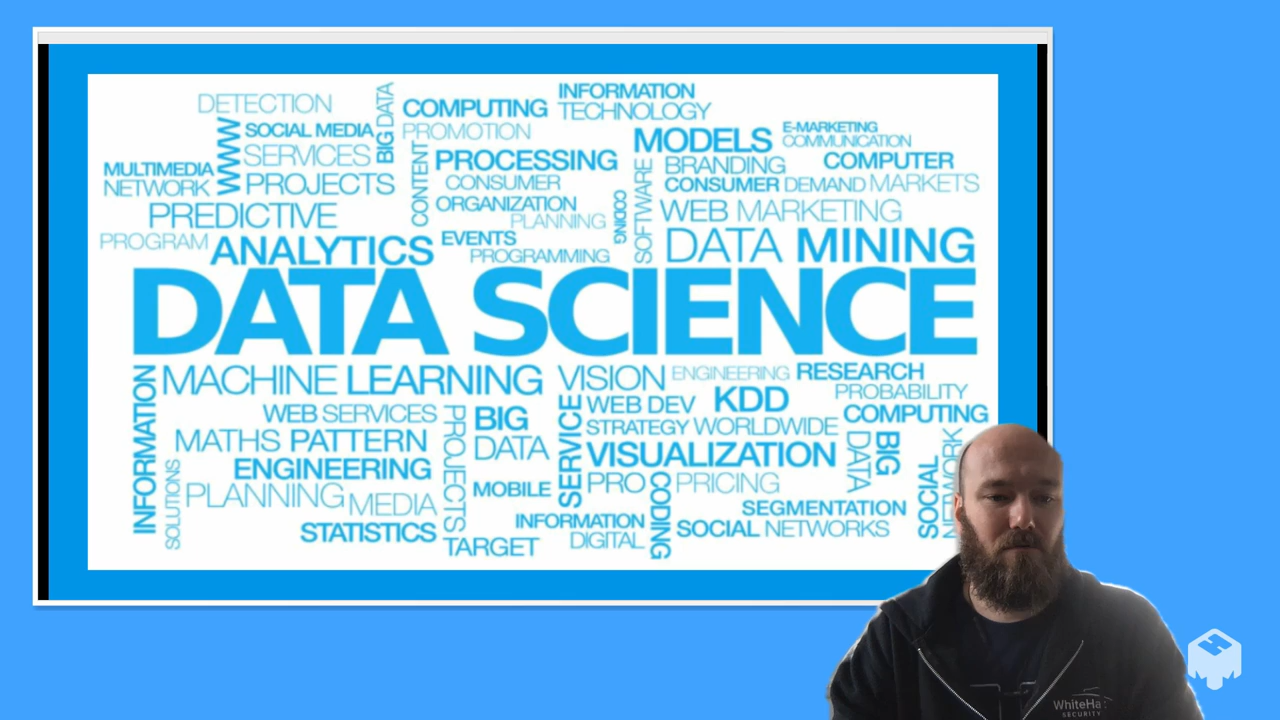 DETECTION
BIG DATA
COMPUTING
INFORMATION
TECHNOLOGY
WWW
SOCIAL MEDIA
PROMOTION
MODELS
E-MARKETING
COMMUNICATION
MULTIMEDIA
SERVICES
CONTENT
PROCESSING
SOFTWARE
BRANDING
COMPUTER
NETWORK
PROJECTS
CONSUMER
CONSUMER DEMAND MARKETS
PREDICTIVE
ORGANIZATION
CODING
WEB MARKETING
PLANNING
PROGRAM
ANALYTICS
EVENTS
PROGRAMMING
DATA MINING
DATA SCIENCE
INFORMATION
MACHINE LEARNING
VISION
ENGINEERING
RESEARCH
PROBABILITY
WEB SERVICES
PROJECTS
BIG
DATA
SERVICE
WEB DEV
KDD
COMPUTING
MATHS PATTERN
STRATEGY WORLDWIDE
DATA
BIG
SOCIAL
NETWORK
ENGINEERING
VISUALIZATION
SOLUTIONS
PLANNING
MEDIA
MOBILE
PRO
CODING
PRICING
SEGMENTATION
STATISTICS
INFORMATION
DIGITAL
SOCIAL NETWORKS
TARGET
SECURITY